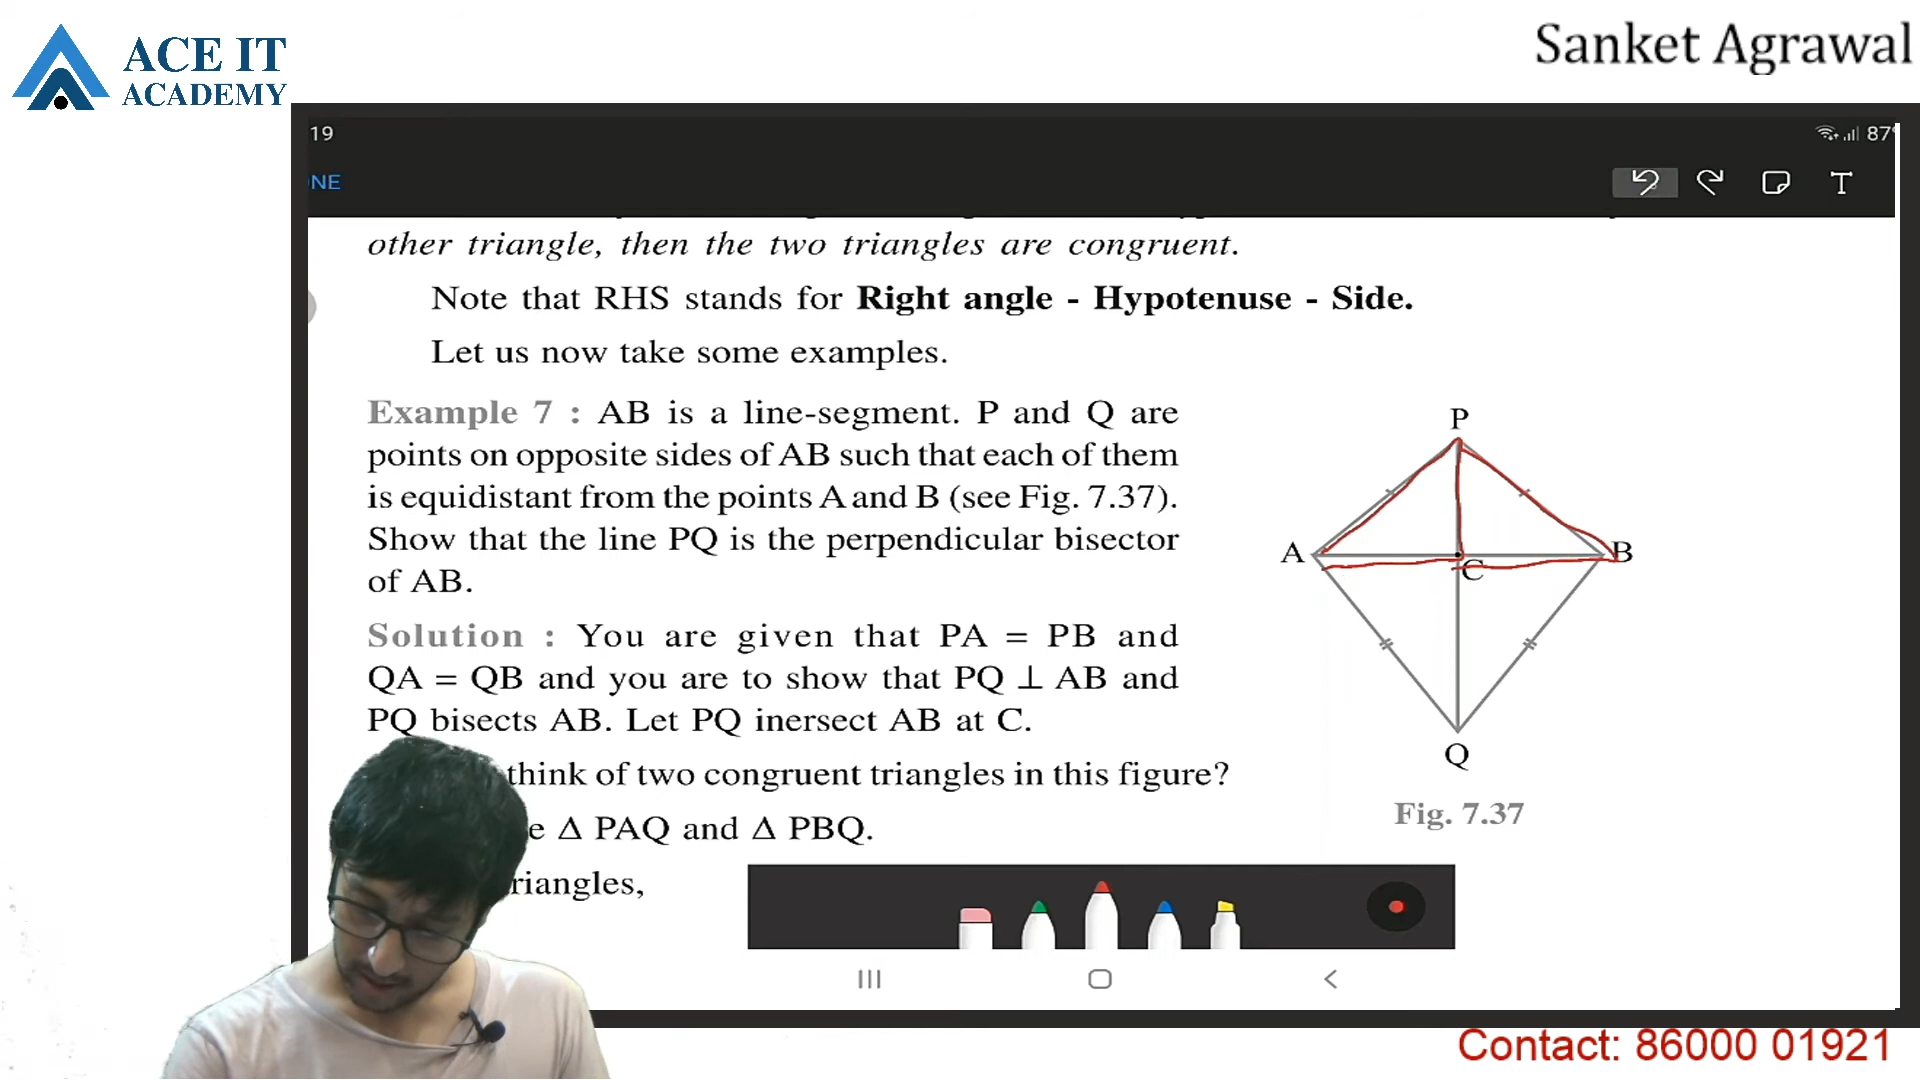 ACE IT
ACADEMY
Sanket Agrawal
19
87
NE
other triangle, then the two triangles are congruent.
Note that RHS stands for Right angle - Hypotenuse - Side.
Let us now take some examples.
Example 7 : AB is a line-segment. P and Q are
points on opposite sides of AB such that each of them
is equidistant from the points A and B (see Fig. 7.37).
Show that the line PQ is the perpendicular bisector
of AB.
Solution : You are given that PA = PB and
QA = QB and you are to show that PQ ⊥ AB and
PQ bisects AB. Let PQ inersect AB at C.
think of two congruent triangles in this figure?
e Δ PAQ and Δ PBQ.
riangles,
P
A
B
C
Q
Fig. 7.37
T
Contact: 86000 01921